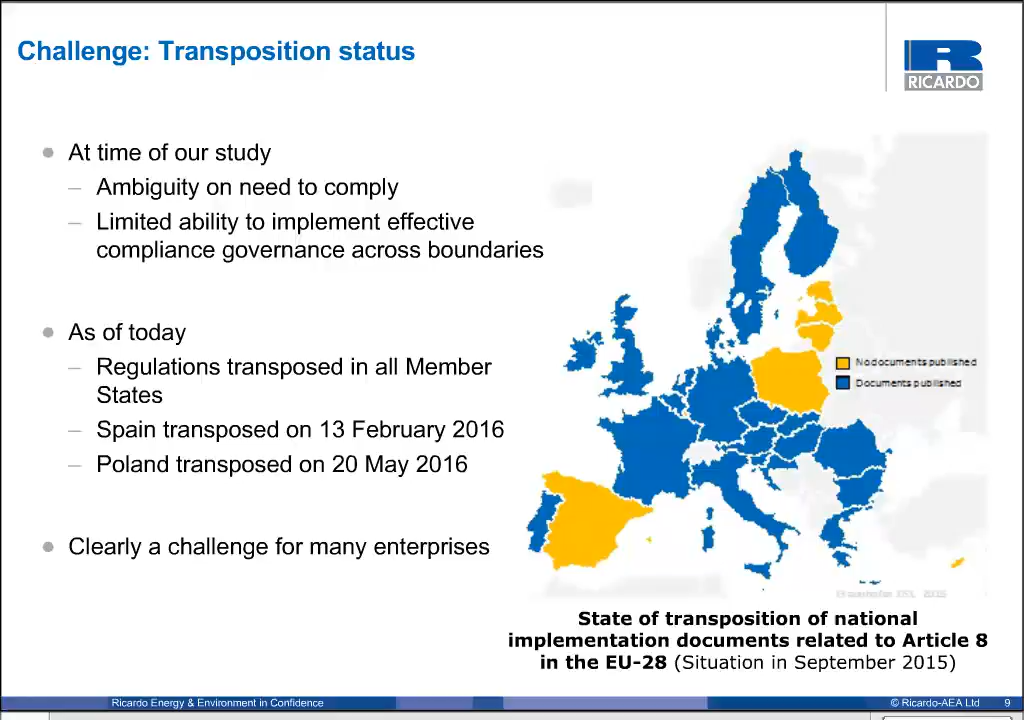 Challenge: Transposition status
RICARDO
At time of our study
– Ambiguity on need to comply
– Limited ability to implement effective
compliance governance across boundaries
As of today
– Regulations transposed in all Member
States
– Spain transposed on 13 February 2016
– Poland transposed on 20 May 2016
Clearly a challenge for many enterprises
No documents published
Documents published
State of transposition of national
implementation documents related to Article 8
in the EU-28 (Situation in September 2015)
Ricardo Energy & Environment in Confidence
© Ricardo-AEA Ltd
9